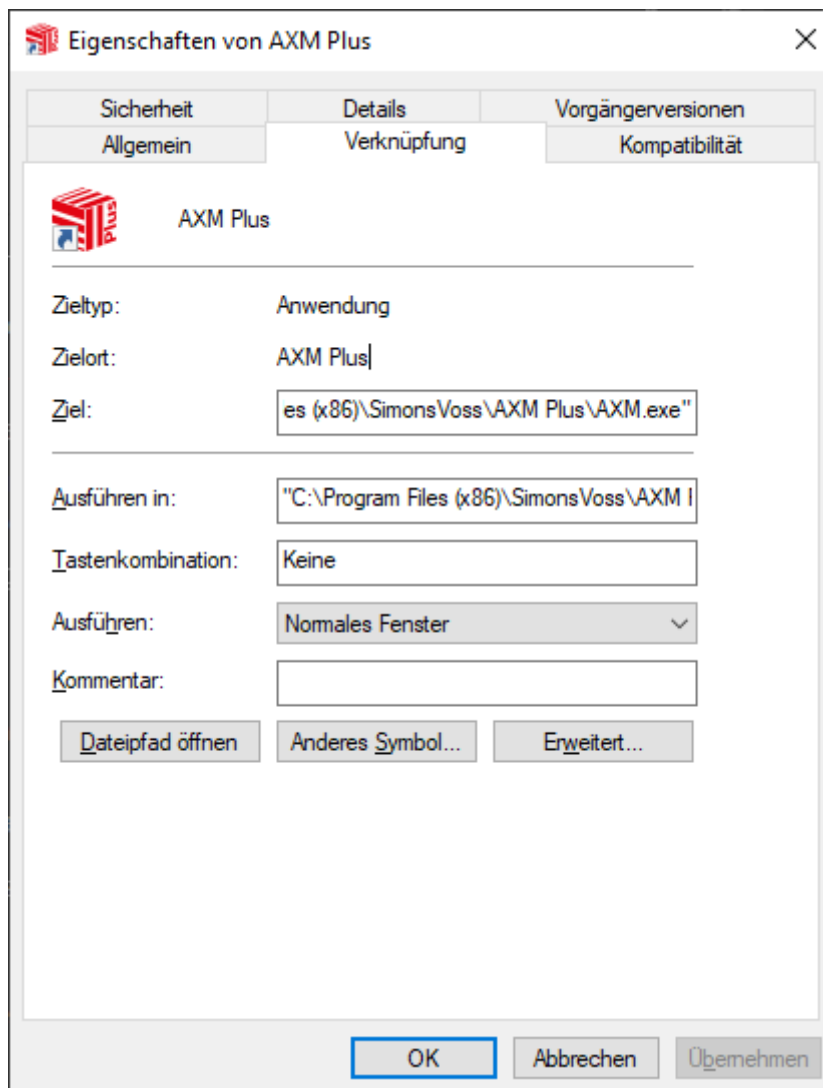 Eigenschaften von AXM Plus
Sicherheit Details Vorgängerversionen
Allgemein Verknüpfung Kompatibilität
Plus AXM Plus
Zieltyp: Anwendung
Zielort: AXM Plus
Ziel: es (x86)\SimonsVoss\AXM Plus\AXM.exe"
Ausführen in: "C:\Program Files (x86)\SimonsVoss\AXM
Tastenkombination: Keine
Ausführen: Normales Fenster
Kommentar:
Dateipfad öffnen Anderes Symbol... Erweitert...
OK Abbrechen Übernehmen